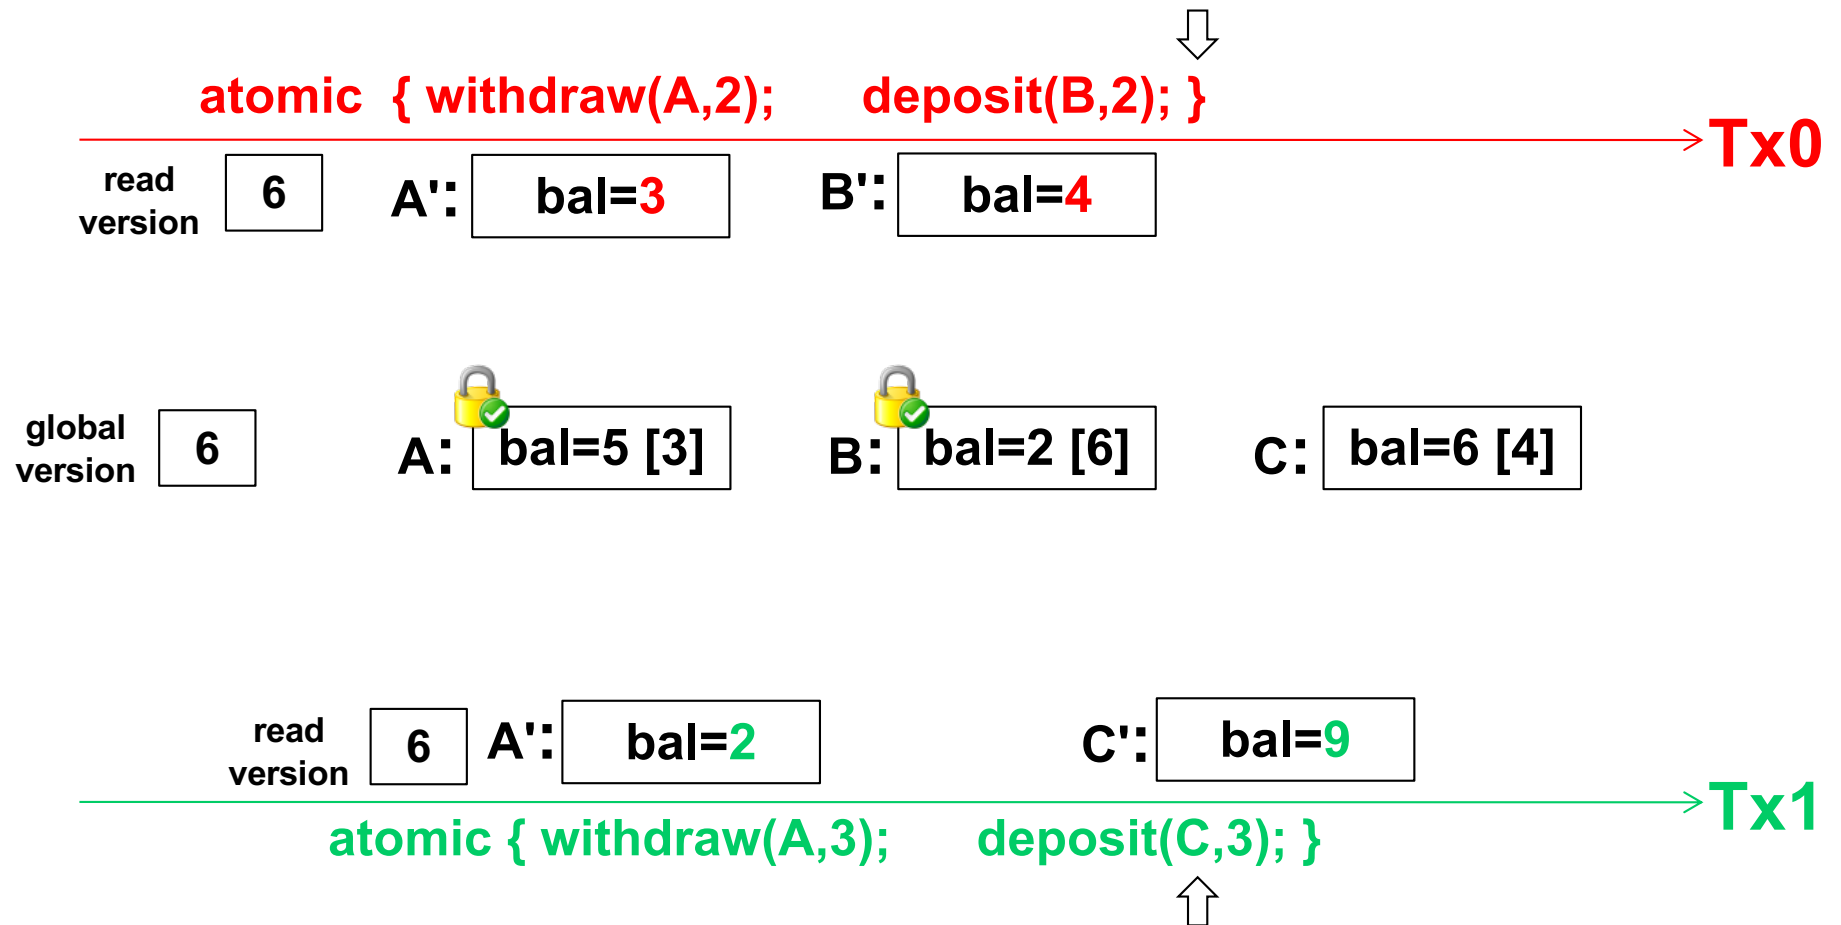 atomic { withdraw(A,2); deposit(B,2); }
Tx0
read version 6 A': bal=3 B': bal=4
global version 6 A: bal=5 [3] B: bal=2 [6] C: bal=6 [4]
read version 6 A': bal=2 C': bal=9
Tx1
atomic { withdraw(A,3); deposit(C,3); }